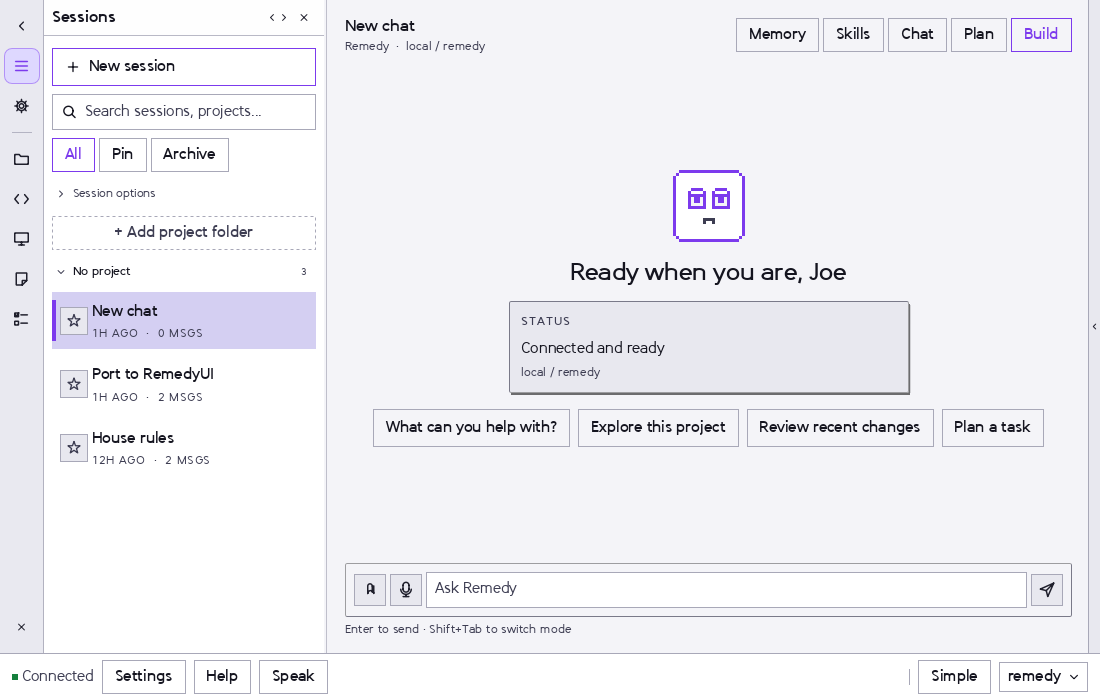 Sessions
New session
Search sessions, projects...
All
Pin
Archive
Session options
+ Add project folder
No project
3
New chat
1H AGO · 0 MSGS
Port to RemedyUI
1H AGO · 2 MSGS
House rules
12H AGO · 2 MSGS
New chat
Remedy · local / remedy
Memory
Skills
Chat
Plan
Build
Ready when you are, Joe
STATUS
Connected and ready
local / remedy
What can you help with?
Explore this project
Review recent changes
Plan a task
Ask Remedy
Enter to send · Shift+Tab to switch mode
Connected
Settings
Help
Speak
Simple
remedy